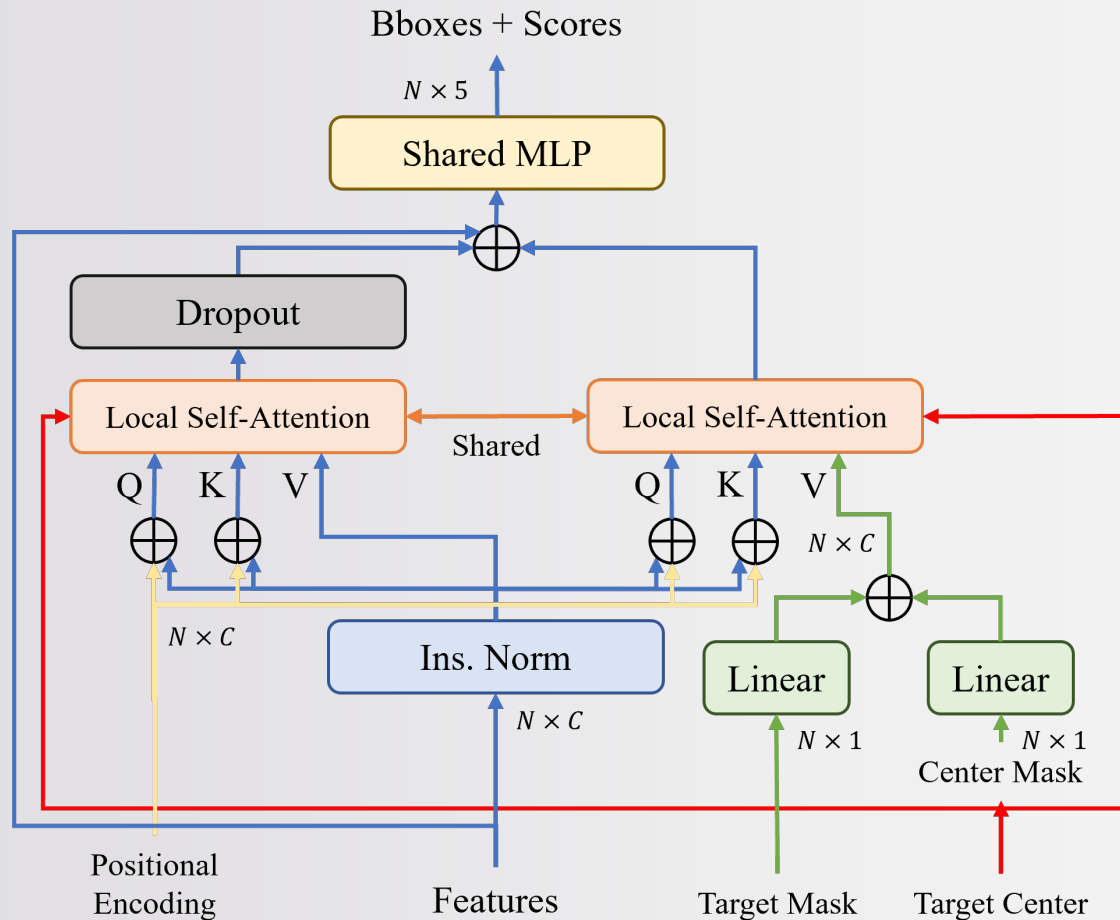 Bboxes + Scores
N × 5
Shared MLP
Dropout
Local Self-Attention
Shared
Local Self-Attention
Q
K
V
Q
K
V
N × C
N × C
Ins. Norm
Linear
Linear
N × C
N × 1
N × 1
Center Mask
Positional
Encoding
Features
Target Mask
Target Center